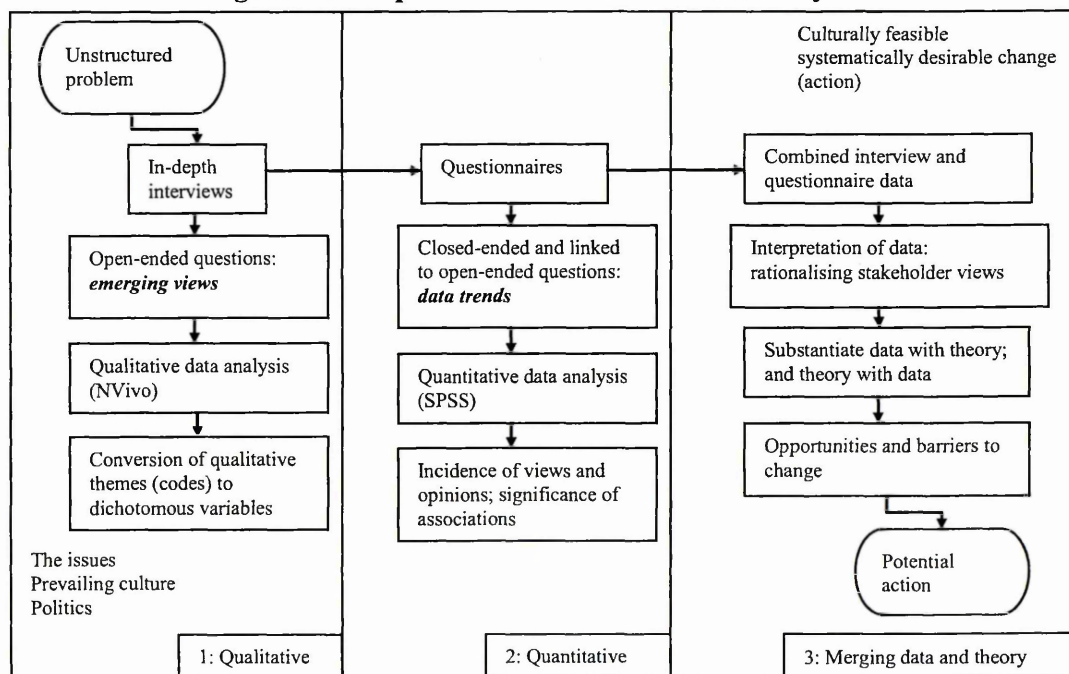 Unstructured
problem
In-depth
interviews
Open-ended questions:
emerging views
Qualitative data analysis
(NVivo)
Conversion of qualitative
themes (codes) to
dichotomous variables
The issues
Prevailing culture
Politics
1: Qualitative
Questionnaires
Closed-ended and linked
to open-ended questions:
data trends
Quantitative data analysis
(SPSS)
Incidence of views and
opinions; significance of
associations
2: Quantitative
Culturally feasible
systematically desirable change
(action)
Combined interview and
questionnaire data
Interpretation of data:
rationalising stakeholder views
Substantiate data with theory;
and theory with data
Opportunities and barriers to
change
Potential
action
3: Merging data and theory